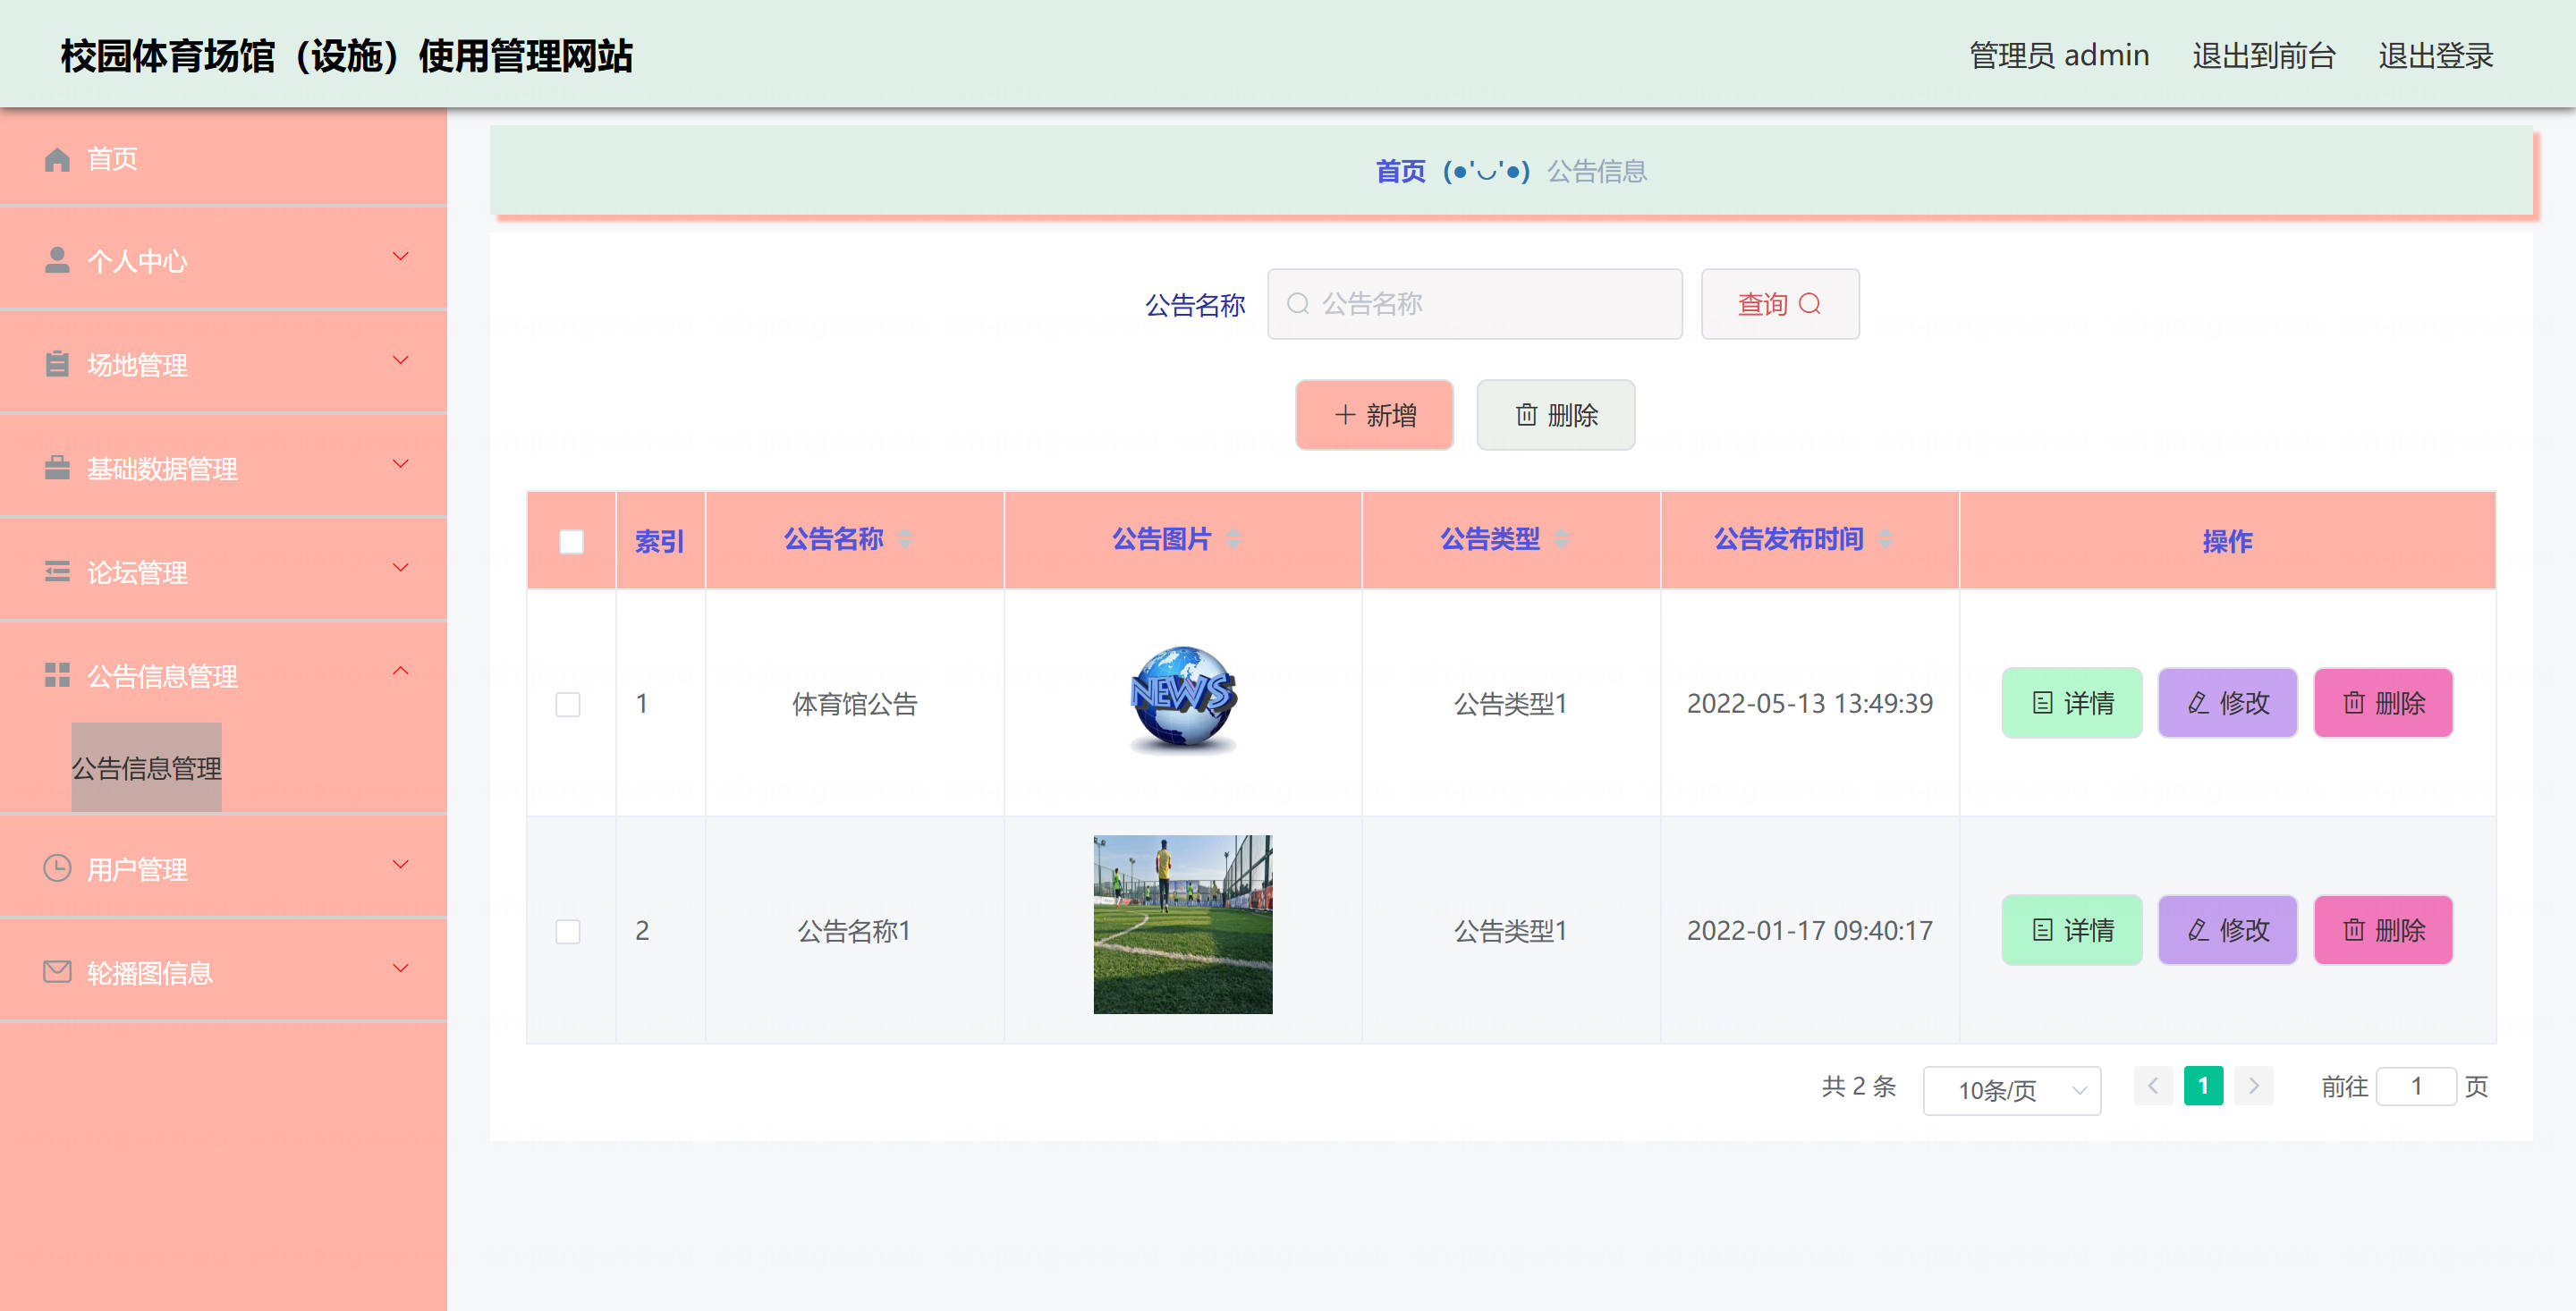 校园体育场馆（设施）使用管理网站
管理员 admin 退出到前台 退出登录
首页
个人中心
场地管理
基础数据管理
论坛管理
公告信息管理
公告信息管理
用户管理
轮播图信息
首页 (●'◡'●) 公告信息
公告名称 公告名称 查询
新增 删除
索引 公告名称 公告图片 公告类型 公告发布时间 操作
1 体育馆公告 NEWS 公告类型1 2022-05-13 13:49:39 详情 修改 删除
2 公告名称1 公告类型1 2022-01-17 09:40:17 详情 修改 删除
共 2 条 10条/页 1 前往 1 页